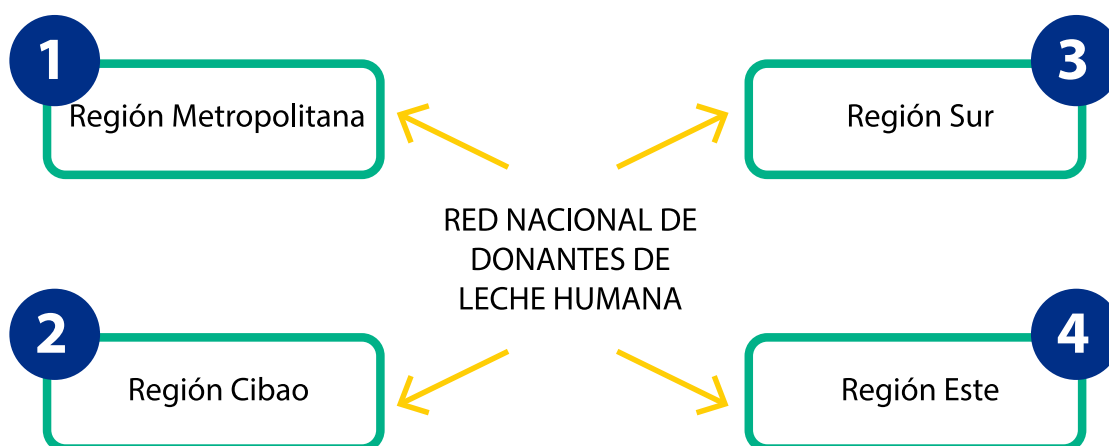 1
Región Metropolitana
3
Región Sur
RED NACIONAL DE
DONANTES DE
LECHE HUMANA
2
Región Cibao
4
Región Este